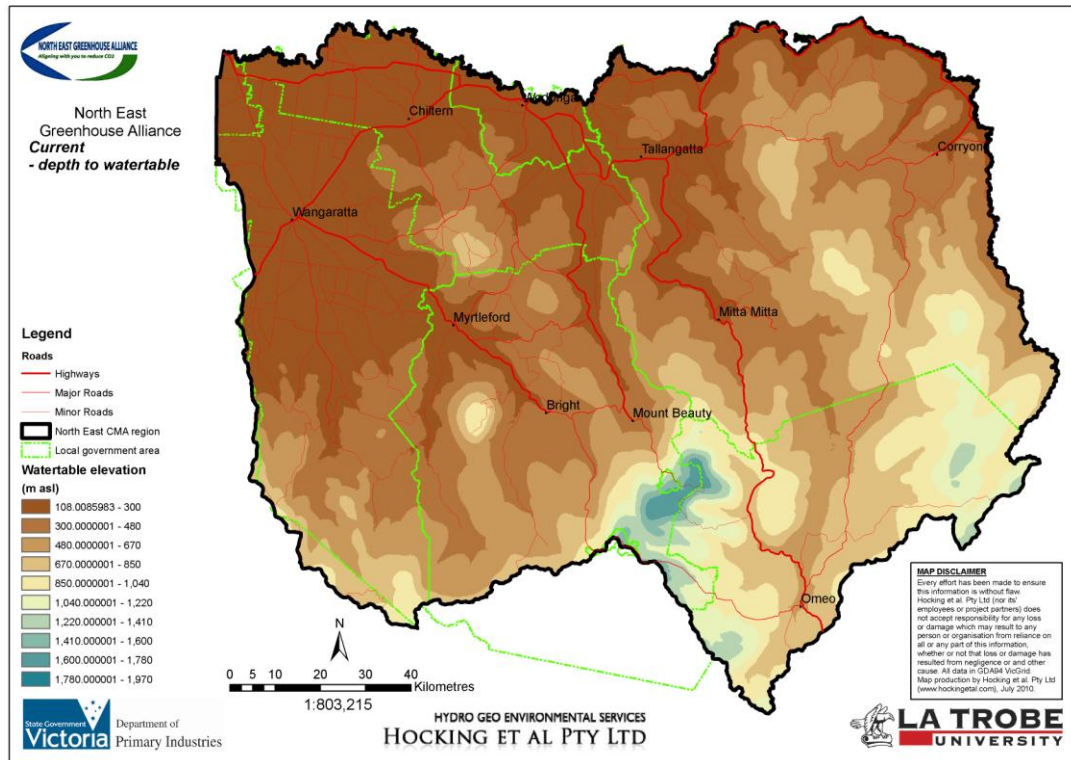 NORTH EAST GREENHOUSE ALLIANCE
Aligning with you to reduce CO2
North East
Greenhouse Alliance
Current
- depth to watertable
Chiltern
Wodonga
Tallangatta
Corryong
Wangaratta
Myrtleford
Mitta Mitta
Bright
Mount Beauty
Omeo
Legend
Roads
Highways
Major Roads
Minor Roads
North East CMA region
Local government area
Watertable elevation
(m asl)
108.0085983 - 300
300.0000001 - 480
480.0000001 - 670
670.0000001 - 850
850.0000001 - 1,040
1,040.000001 - 1,220
1,220.000001 - 1,410
1,410.000001 - 1,600
1,600.000001 - 1,780
1,780.000001 - 1,970
N
0 5 10 20 30 40
Kilometres
1:803,215
MAP DISCLAIMER
Every effort has been made to ensure
this information is without flaw.
Hocking et al. Pty Ltd (nor its'
employees or project partners) does
not accept responsibility for any loss
or damage which may result to any
person or organisation from reliance on
all or any part of this information,
whether or not that loss or damage has
resulted from negligence or and other
cause. All data in GDA94 VicGrid.
Map production by Hocking et al. Pty Ltd
(www.hockingetal.com), July 2010.
State Government
Victoria
Department of
Primary Industries
HYDRO GEO ENVIRONMENTAL SERVICES
HOCKING ET AL PTY LTD
LA TROBE
UNIVERSITY